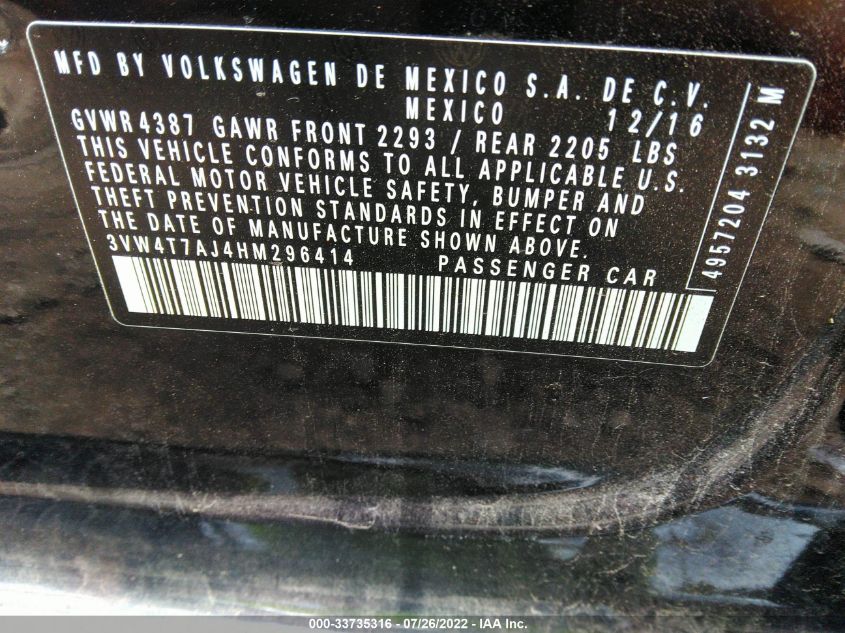 MFD BY VOLKSWAGEN DE MEXICO S.A. DE C.V.
MEXICO 12/16
GVWR 4387 GAWR FRONT 2293 / REAR 2205 LBS
THIS VEHICLE CONFORMS TO ALL APPLICABLE U.S.
FEDERAL MOTOR VEHICLE SAFETY, BUMPER AND
THEFT PREVENTION STANDARDS IN EFFECT ON
THE DATE OF MANUFACTURE SHOWN ABOVE.
3VW4T7AJ4HM296414 PASSENGER CAR
4957204 3132 M
000-33735316 - 07/26/2022 - IAA Inc.